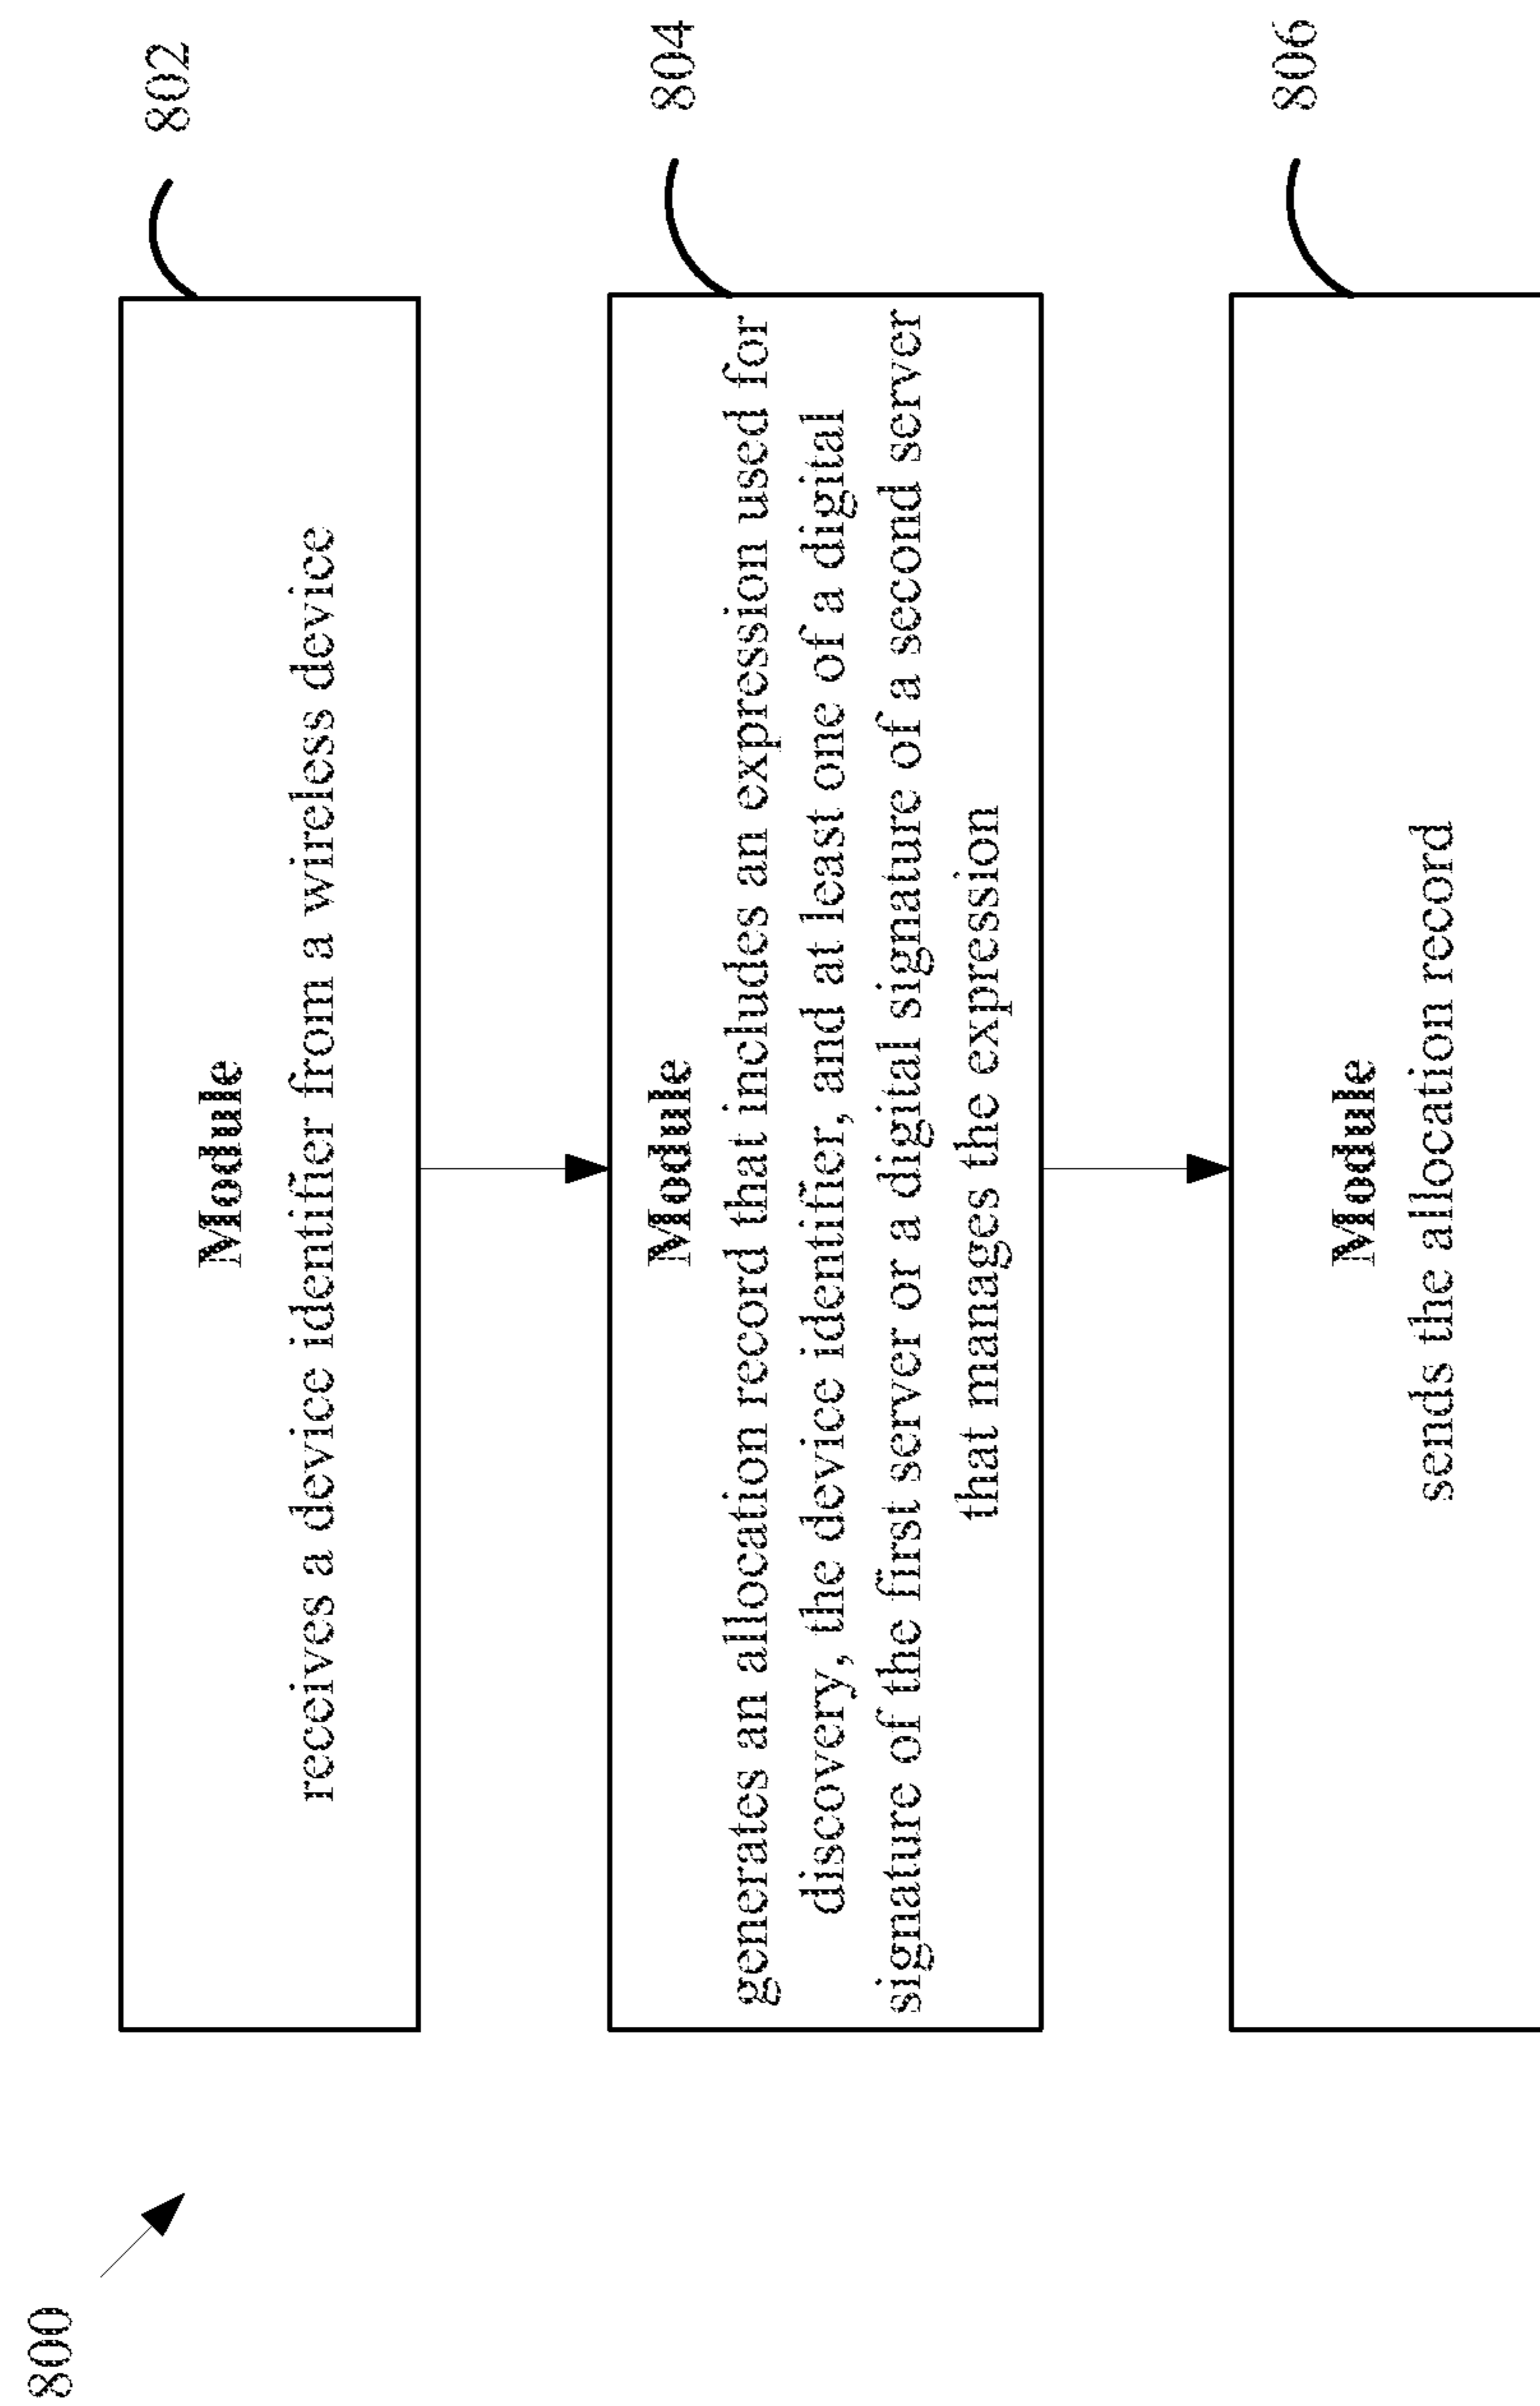 800
802
Module
receives a device identifier from a wireless device
804
Module
generates an allocation record that includes an expression used for
discovery, the device identifier, and at least one of a digital
signature of the first server or a digital signature of a second server
that manages the expression
806
Module
sends the allocation record